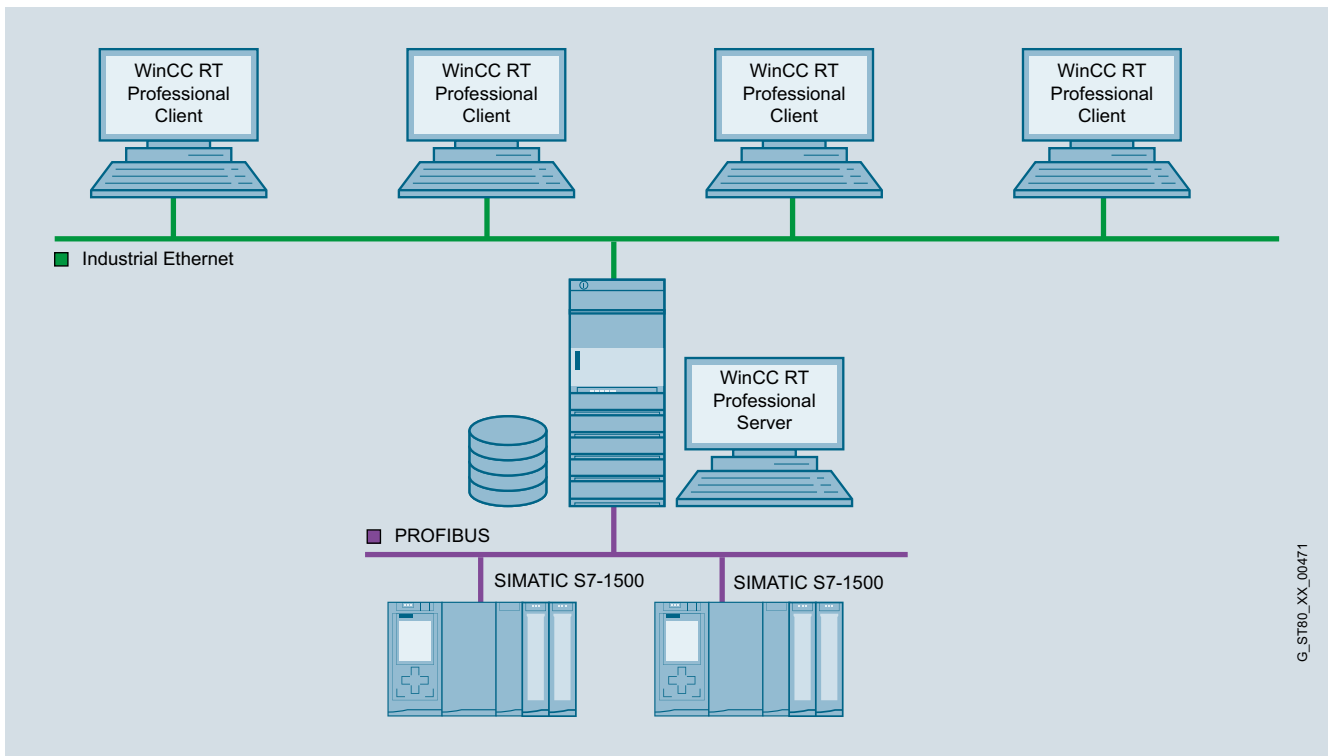 WinCC RT
Professional
Client
WinCC RT
Professional
Client
WinCC RT
Professional
Client
WinCC RT
Professional
Client
Industrial Ethernet
WinCC RT
Professional
Server
PROFIBUS
SIMATIC S7-1500
SIMATIC S7-1500
G_ST80_XX_00471